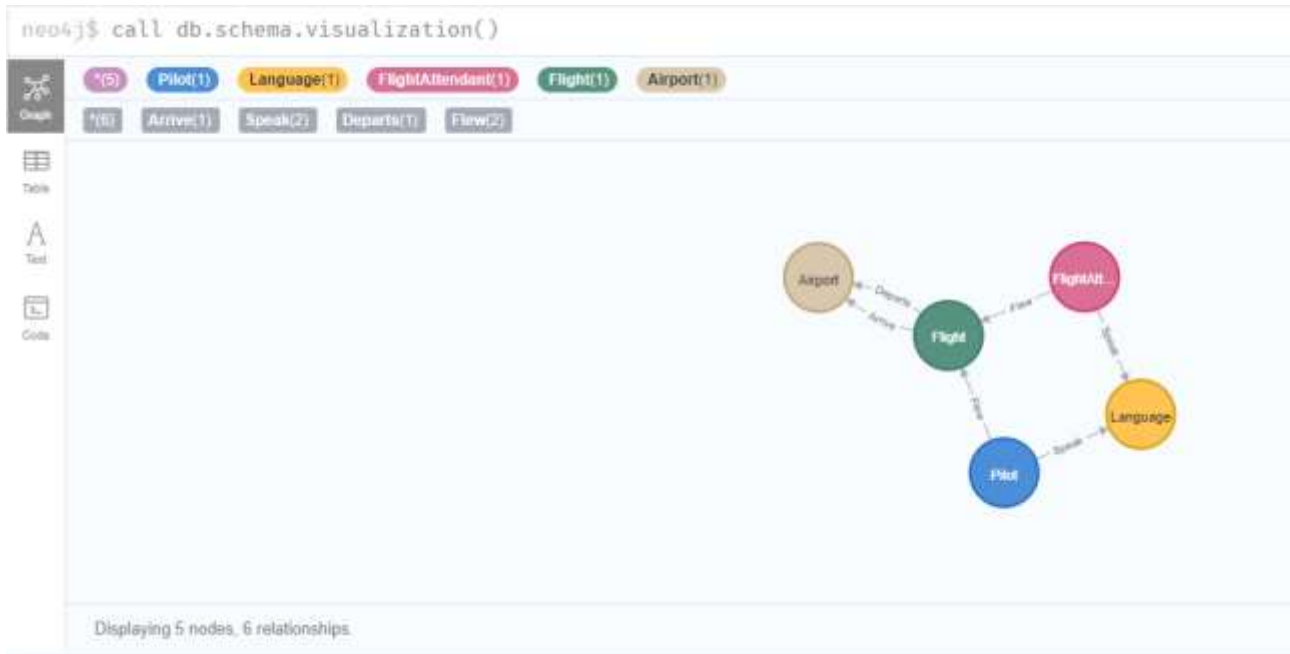 neo4j$ call db.schema.visualization()
*(5) Pilot(1) Language(1) FlightAttendant(1) Flight(1) Airport(1)
*(6) Arrive(1) Speak(2) Departs(1) Flew(2)
Graph
Table
Text
Code
Airport
Departs
Arrive
Flight
Flew
FlightAtt...
Speak
Language
Flew
Speak
Pilot
Displaying 5 nodes, 6 relationships.